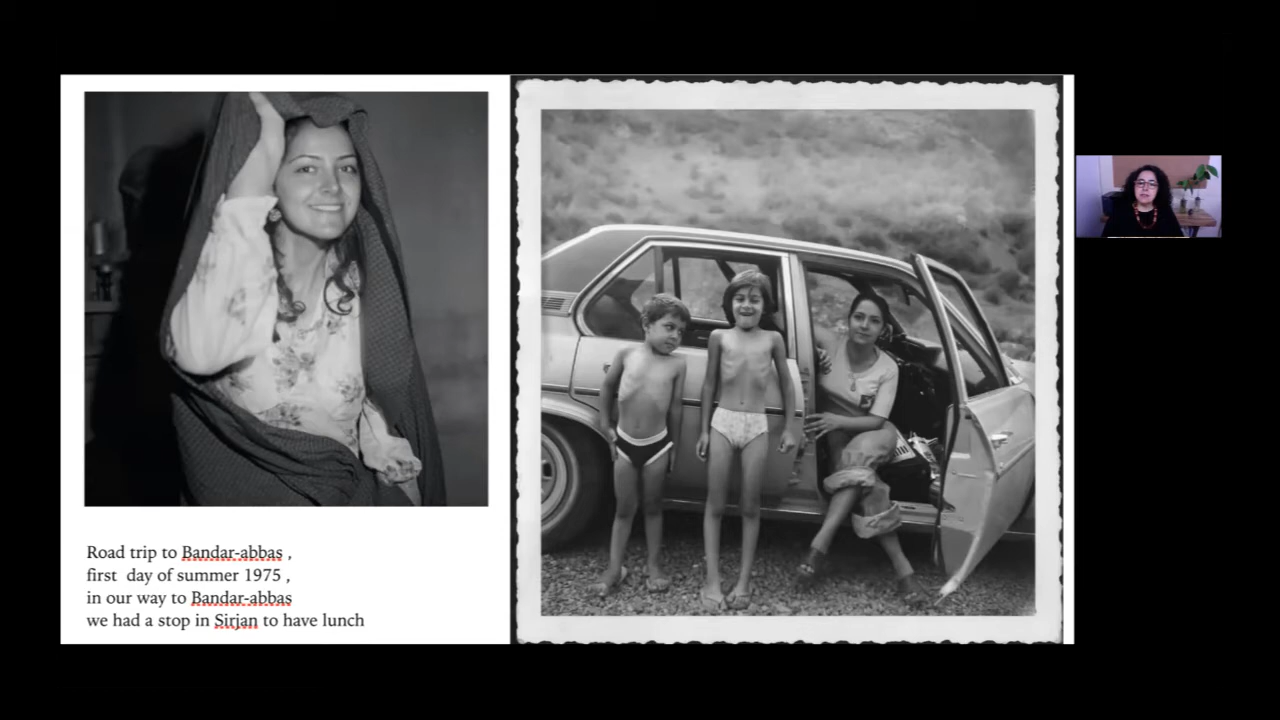 Road trip to Bandar-abbas ,
first day of summer 1975 ,
in our way to Bandar-abbas
we had a stop in Sirjan to have lunch